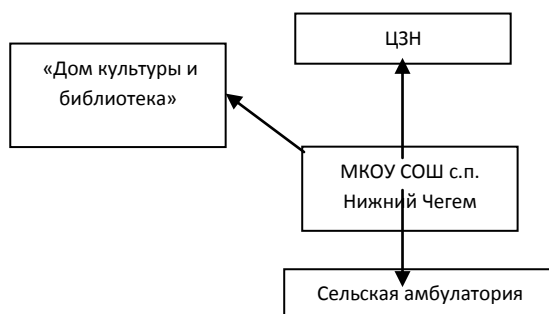 ЦЗН
«Дом культуры и
библиотека»
МКОУ СОШ с.п.
Нижний Чегем
Сельская амбулатория